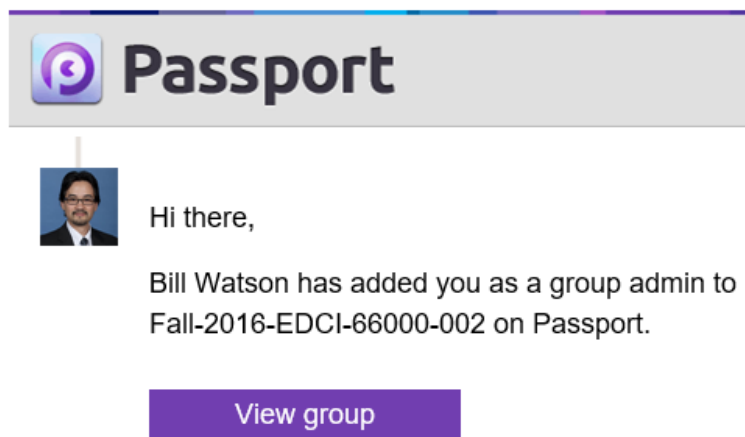 Passport
Hi there,
Bill Watson has added you as a group admin to
Fall-2016-EDCI-66000-002 on Passport.
View group